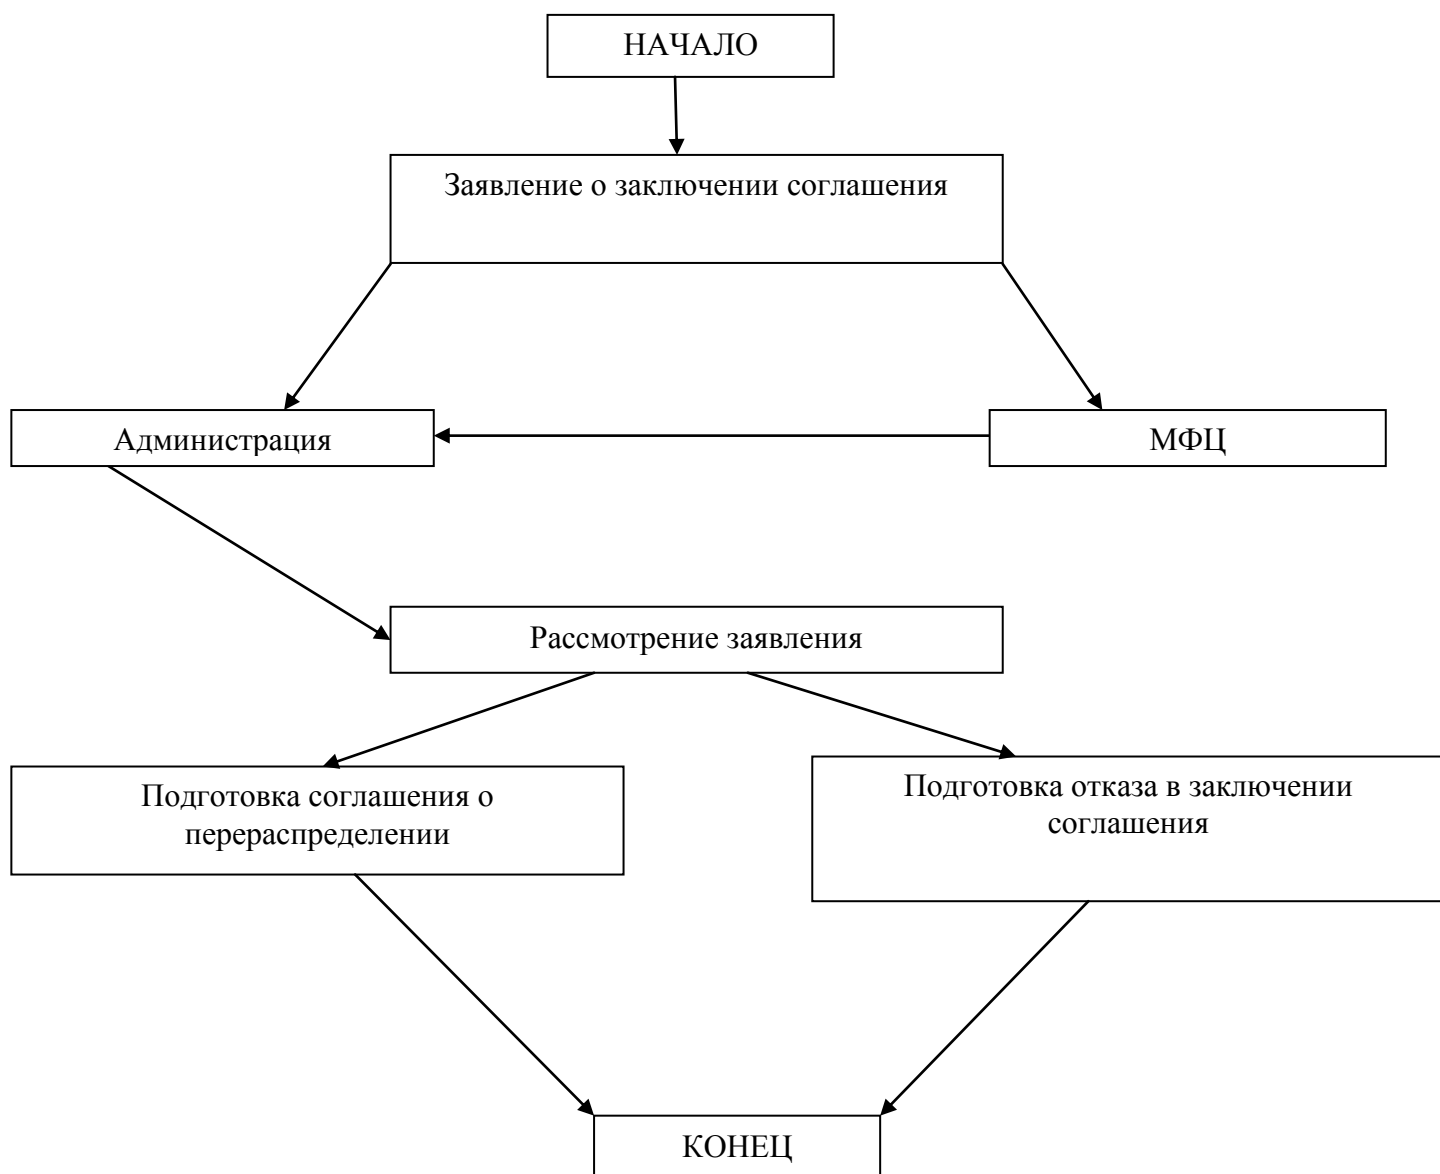 НАЧАЛО
Заявление о заключении соглашения
Администрация
МФЦ
Рассмотрение заявления
Подготовка соглашения о
перераспределении
Подготовка отказа в заключении
соглашения
КОНЕЦ